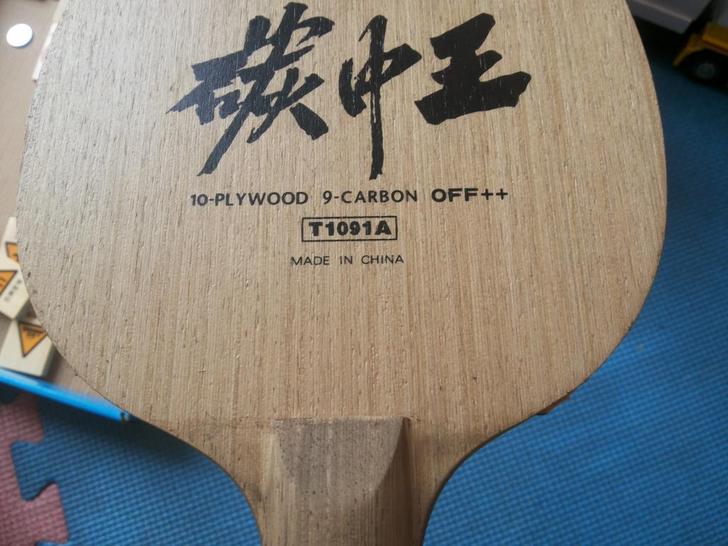 碳中王
10-PLYWOOD 9-CARBON OFF++
T1091A
MADE IN CHINA